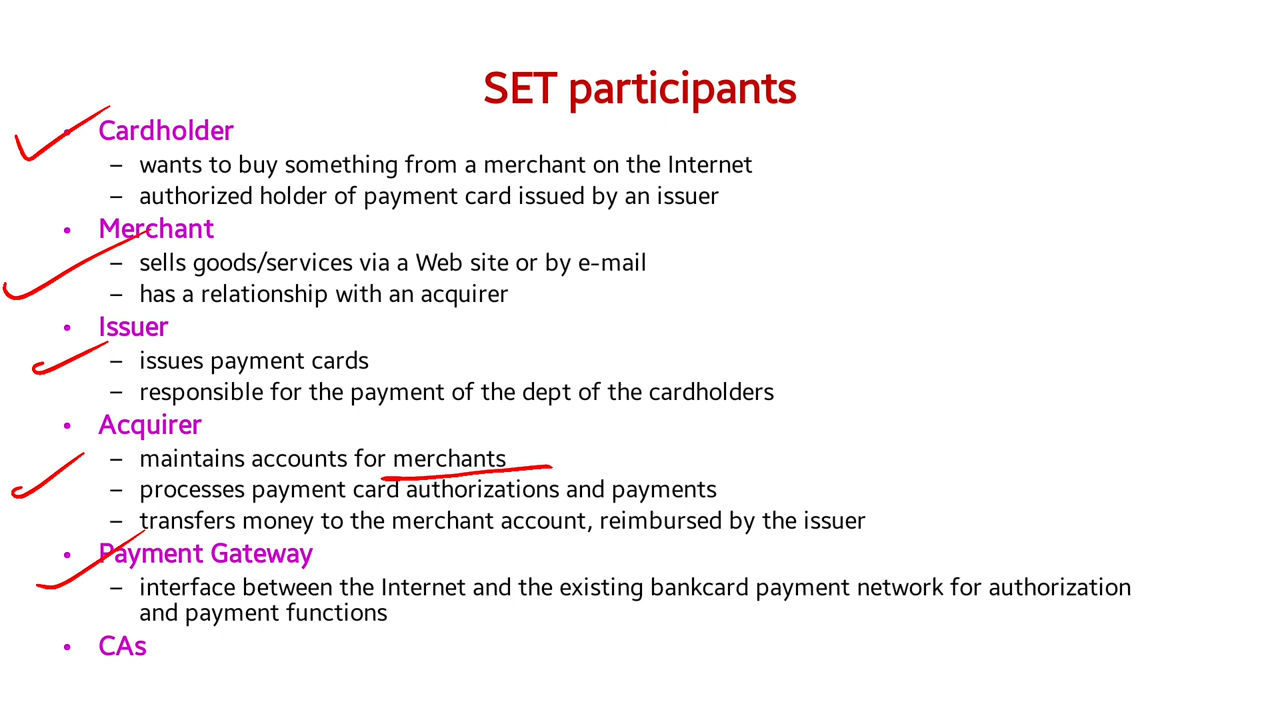 SET participants
• Cardholder
– wants to buy something from a merchant on the Internet
– authorized holder of payment card issued by an issuer
• Merchant
– sells goods/services via a Web site or by e-mail
– has a relationship with an acquirer
• Issuer
– issues payment cards
– responsible for the payment of the dept of the cardholders
• Acquirer
– maintains accounts for merchants
– processes payment card authorizations and payments
– transfers money to the merchant account, reimbursed by the issuer
• Payment Gateway
– interface between the Internet and the existing bankcard payment network for authorization
and payment functions
• CAs